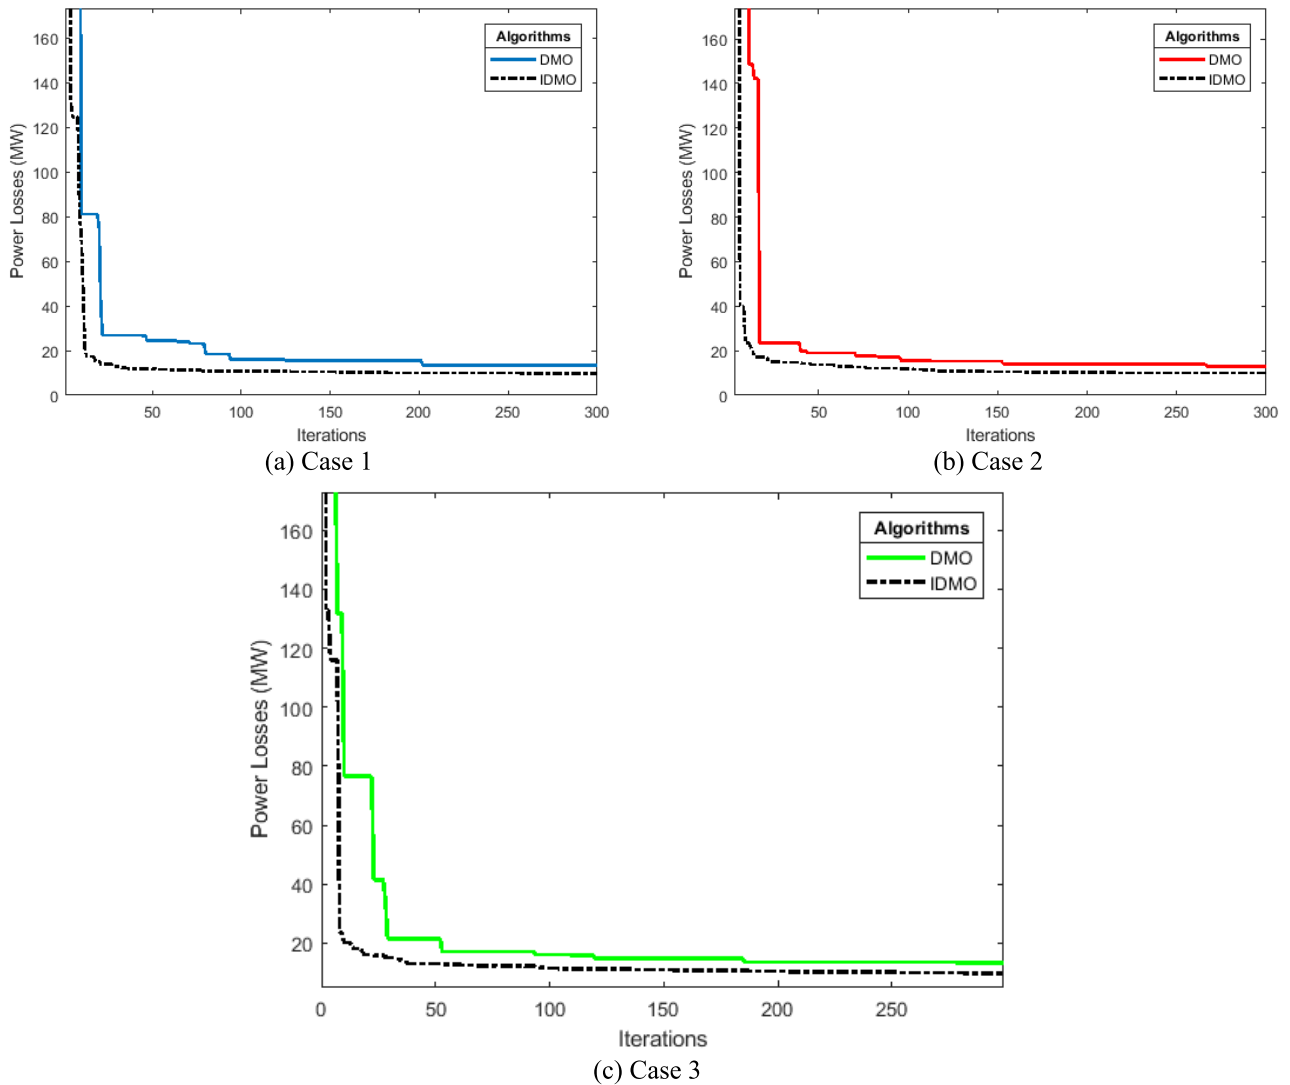 Algorithms
DMO
IDMO
160
140
120
100
80
60
40
20
0
Power Losses (MW)
50 100 150 200 250 300
Iterations
(a) Case 1
Algorithms
DMO
IDMO
160
140
120
100
80
60
40
20
0
Power Losses (MW)
50 100 150 200 250 300
Iterations
(b) Case 2
Algorithms
DMO
IDMO
160
140
120
100
80
60
40
20
Power Losses (MW)
0 50 100 150 200 250
Iterations
(c) Case 3